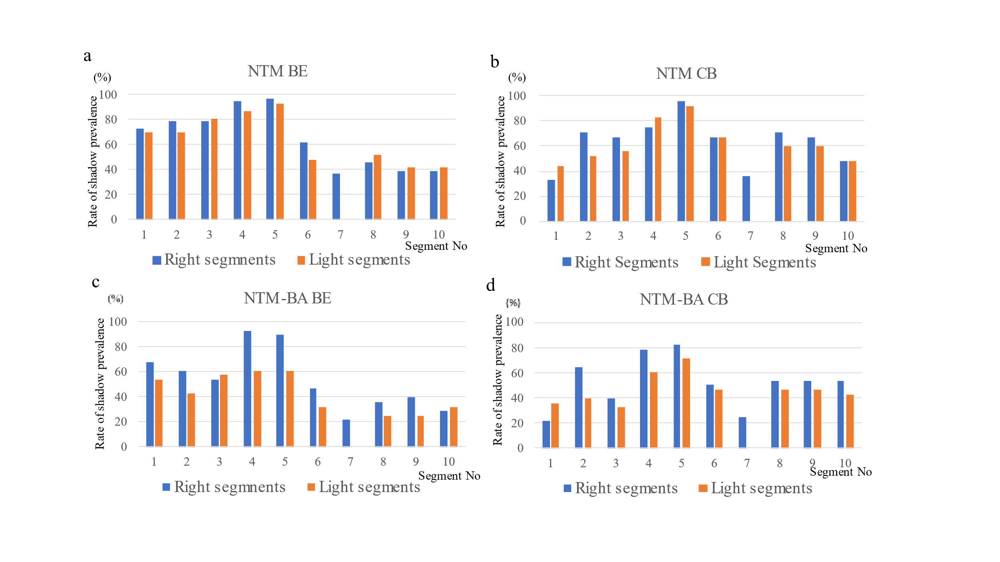 a
NTM BE
(%)
Rate of shadow prevalence
100
80
60
40
20
0
1 2 3 4 5 6 7 8 9 10
Segment No
Right segmnents Light segments
b
NTM CB
(%)
Rate of shadow prevalence
100
80
60
40
20
0
1 2 3 4 5 6 7 8 9 10
Segment No
Right Segments Light Segments
c
NTM-BA BE
(%)
Rate of shadow prevalence
100
80
60
40
20
0
1 2 3 4 5 6 7 8 9 10
Segment No
Right segmnents Light segments
d
NTM-BA CB
(%)
Rate of shadow prevalence
100
80
60
40
20
0
1 2 3 4 5 6 7 8 9 10
Segment No
Right segments Light segments